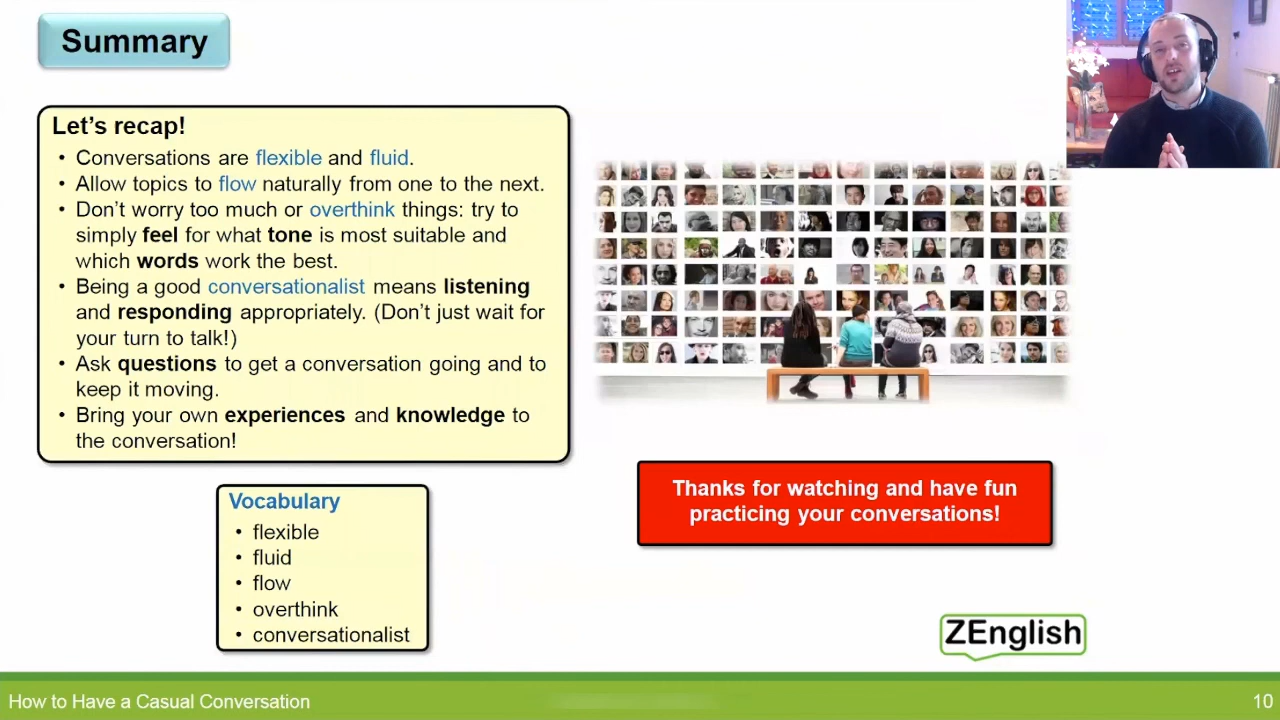 Summary
Let's recap!
• Conversations are flexible and fluid.
• Allow topics to flow naturally from one to the next.
• Don't worry too much or overthink things: try to
simply feel for what tone is most suitable and
which words work the best.
• Being a good conversationalist means listening
and responding appropriately. (Don't just wait for
your turn to talk!)
• Ask questions to get a conversation going and to
keep it moving.
• Bring your own experiences and knowledge to
the conversation!
Vocabulary
• flexible
• fluid
• flow
• overthink
• conversationalist
Thanks for watching and have fun
practicing your conversations!
ZEnglish
How to Have a Casual Conversation
10